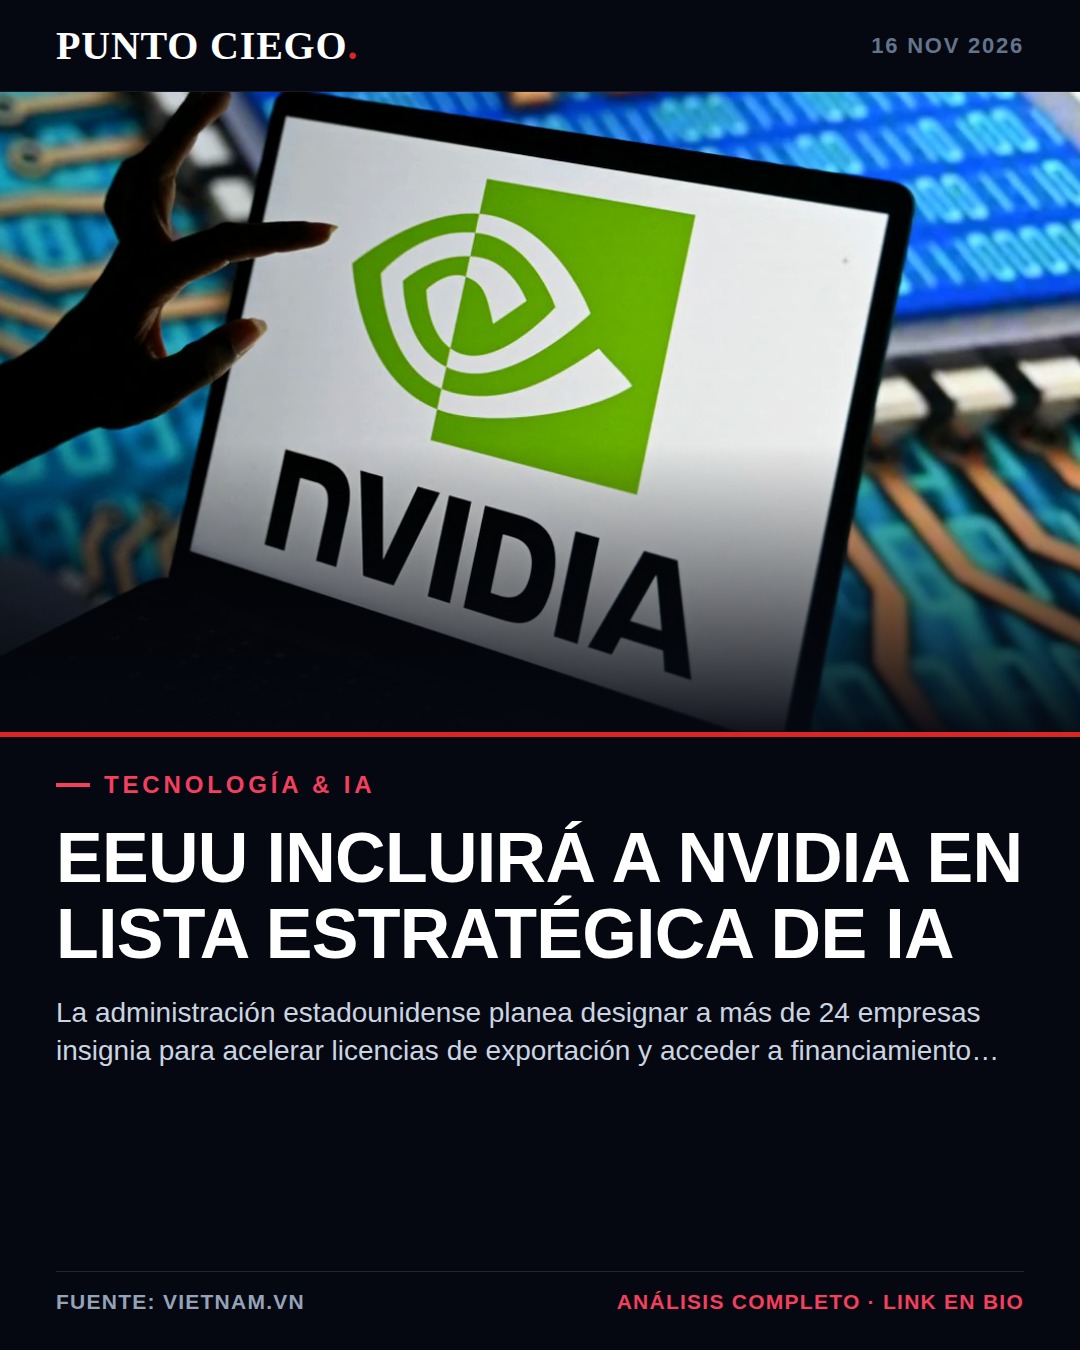 PUNTO CIEGO.
16 NOV 2026
NVIDIA
TECNOLOGÍA & IA
EEUU INCLUIRÁ A NVIDIA EN
LISTA ESTRATÉGICA DE IA
La administración estadounidense planea designar a más de 24 empresas
insignia para acelerar licencias de exportación y acceder a financiamiento…
FUENTE: VIETNAM.VN
ANÁLISIS COMPLETO · LINK EN BIO